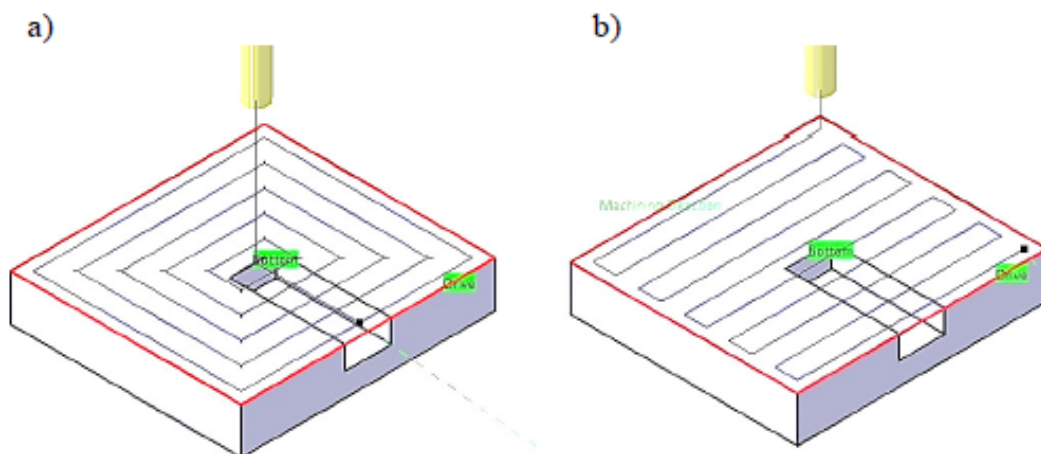 a)
b)
Machining Direction
bottom
bottom
Drive
Drive